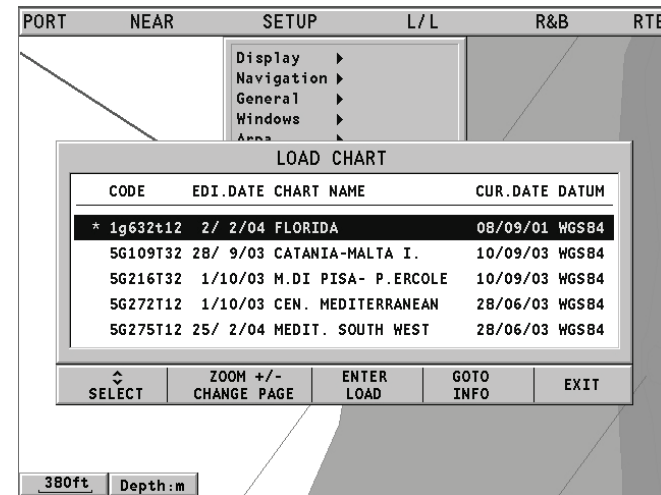 PORT NEAR SETUP L/L R&B RTE
Display
Navigation
General
Windows
Arpa
LOAD CHART
CODE EDI.DATE CHART NAME CUR.DATE DATUM
* 1g632t12 2/ 2/04 FLORIDA 08/09/01 WGS84
5G109T32 28/ 9/03 CATANIA-MALTA I. 10/09/03 WGS84
5G216T32 1/10/03 M.DI PISA- P.ERCOLE 10/09/03 WGS84
5G272T12 1/10/03 CEN. MEDITERRANEAN 28/06/03 WGS84
5G275T12 25/ 2/04 MEDIT. SOUTH WEST 28/06/03 WGS84
SELECT ZOOM +/- CHANGE PAGE ENTER LOAD GOTO INFO EXIT
380ft Depth:m